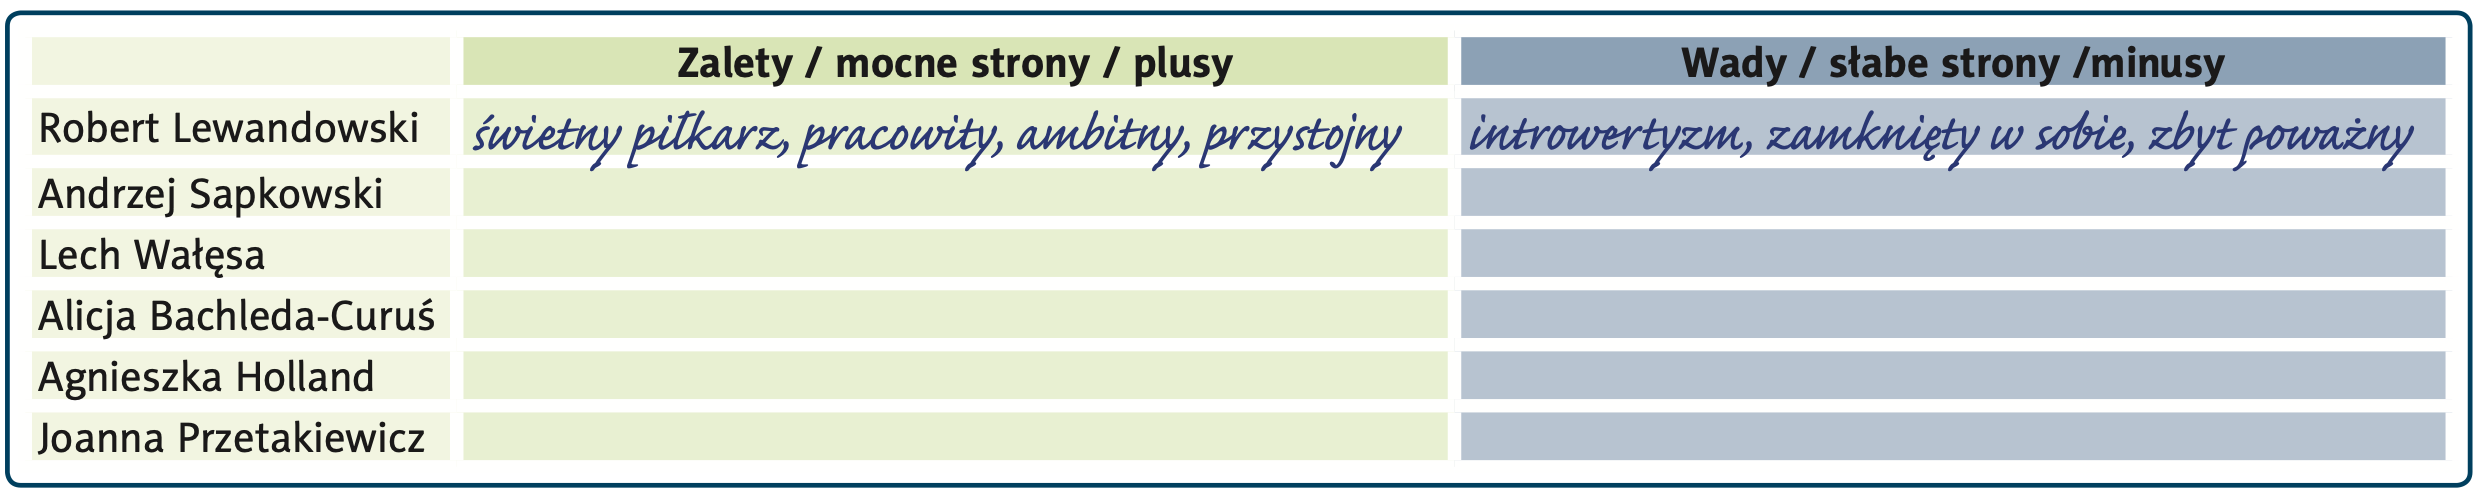 Zalety / mocne strony / plusy Wady / słabe strony /minusy
Robert Lewandowski świetny piłkarz, pracowity, ambitny, przystojny introwertyzm, zamknięty w sobie, zbyt poważny
Andrzej Sapkowski
Lech Wałęsa
Alicja Bachleda-Curuś
Agnieszka Holland
Joanna Przetakiewicz